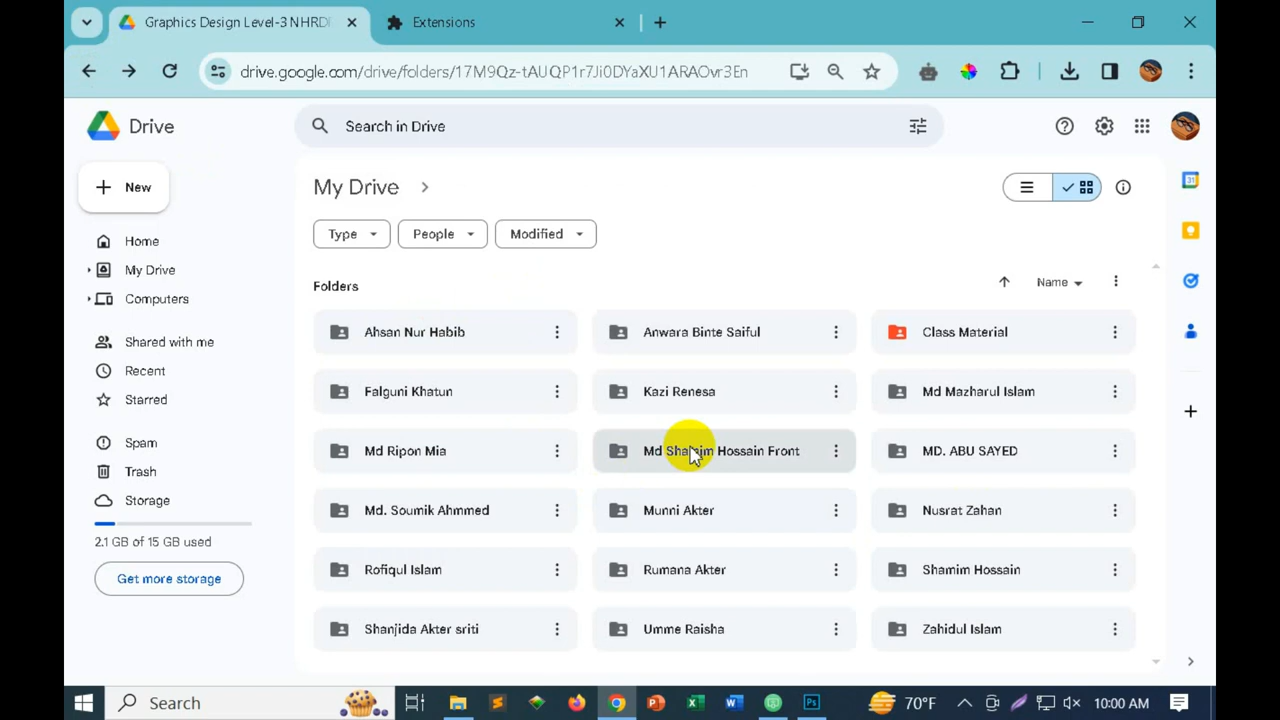 Graphics Design Level-3 NHRD
Extensions
drive.google.com/drive/folders/17M9Qz-tAUQP1r7Ji0DYaXU1ARAOvr3En
Drive
Search in Drive
New
My Drive
Type
People
Modified
Home
My Drive
Computers
Shared with me
Recent
Starred
Spam
Trash
Storage
2.1 GB of 15 GB used
Get more storage
Folders
Name
Ahsan Nur Habib
Anwara Binte Saiful
Class Material
Falguni Khatun
Kazi Renesa
Md Mazharul Islam
Md Ripon Mia
Md Shamim Hossain Front
MD. ABU SAYED
Md. Soumik Ahmmed
Munni Akter
Nusrat Zahan
Rofiqul Islam
Rumana Akter
Shamim Hossain
Shanjida Akter sriti
Umme Raisha
Zahidul Islam
31
Search
70°F
10:00 AM